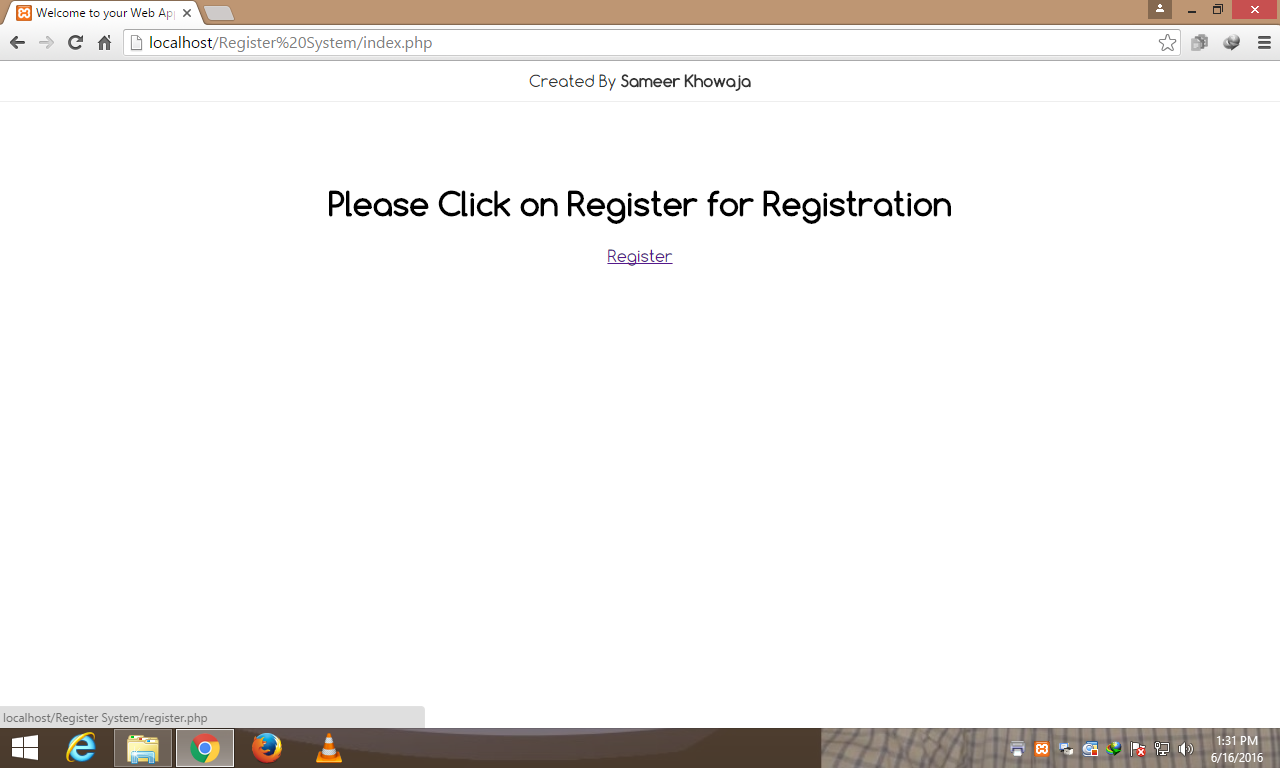 Welcome to your Web Ap
localhost/Register%20System/index.php
Created By Sameer Khowaja
Please Click on Register for Registration
Register
localhost/Register System/register.php
1:31 PM
6/16/2016